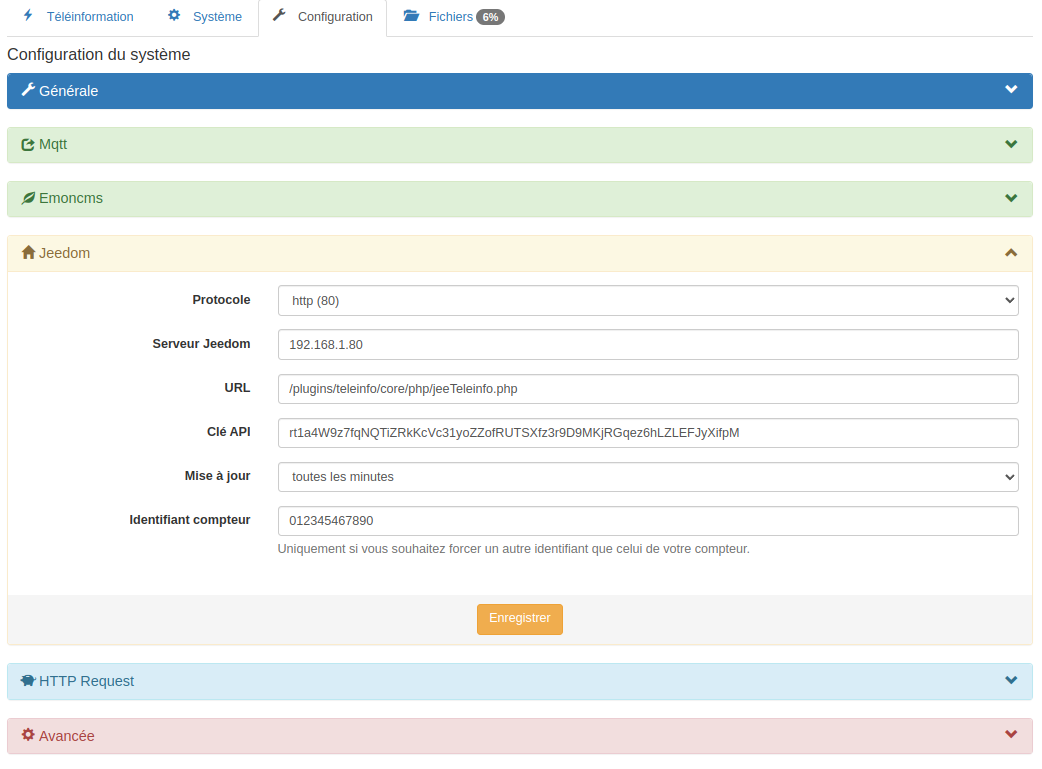 Téléinformation Système Configuration Fichiers 6%
Configuration du système
Générale
Mqtt
Emoncms
Jeedom
Protocole http (80)
Serveur Jeedom 192.168.1.80
URL /plugins/teleinfo/core/php/jeeTeleinfo.php
Clé API rt1a4W9z7fqNQTiZRkKcVc31yoZZofRUTSXfz3r9D9MKjRGqez6hLZLEFJyXifpM
Mise à jour toutes les minutes
Identifiant compteur 012345467890
Uniquement si vous souhaitez forcer un autre identifiant que celui de votre compteur.
Enregistrer
HTTP Request
Avancée